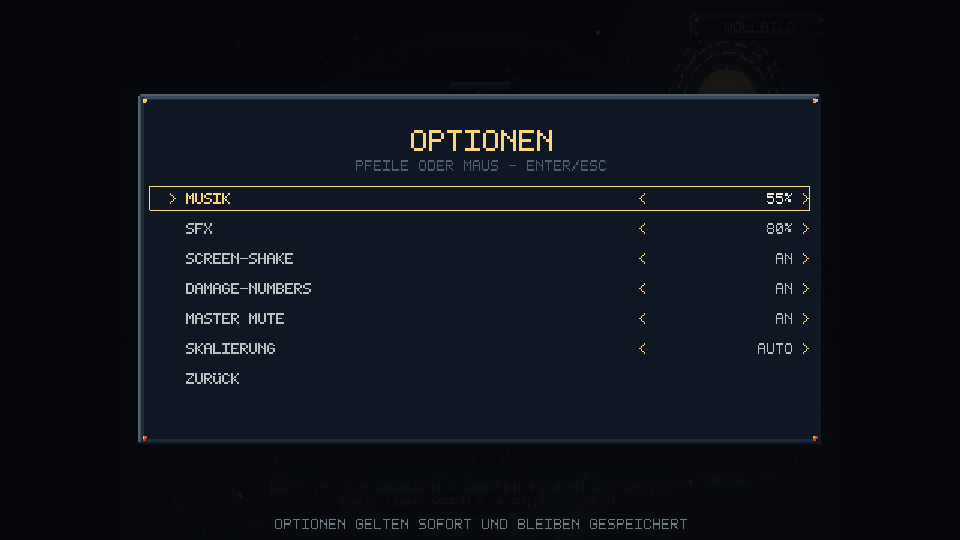 VOLLBILD
OPTIONEN
PFEILE ODER MAUS - ENTER/ESC
> MUSIK < 55% >
SFX < 80% >
SCREEN-SHAKE < AN >
DAMAGE-NUMBERS < AN >
MASTER MUTE < AN >
SKALIERUNG < AUTO >
ZURüCK
OPTIONEN GELTEN SOFORT UND BLEIBEN GESPEICHERT